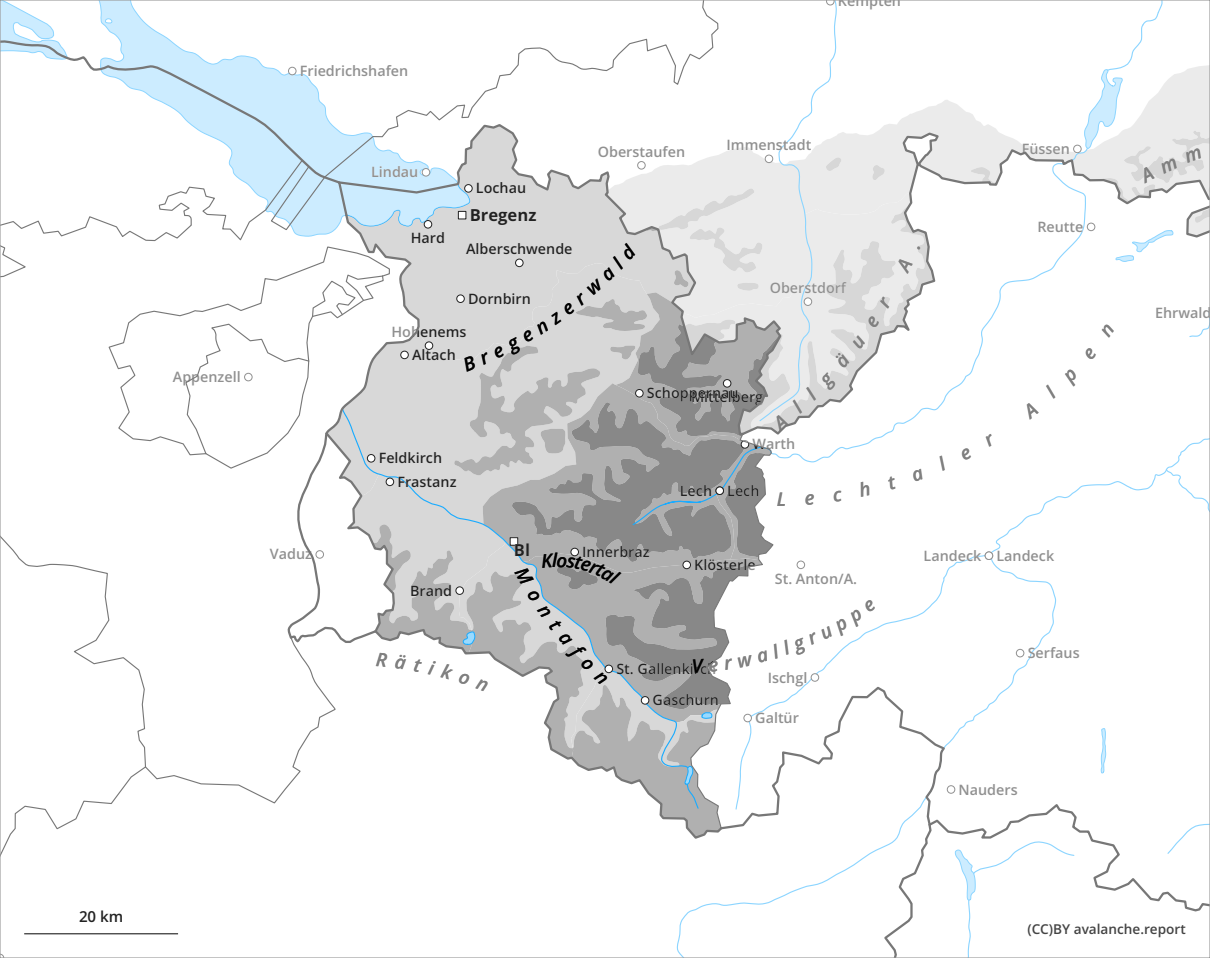 Kempten
Friedrichshafen
Immenstadt
Oberstaufen
Füssen
Amm
Lindau
Lochau
Bregenz
Hard
Reutte
Alberschwende
Bregenzerwald
Oberstdorf
Dornbirn
Ehrwald
Hohenems
Altach
Allgäuer A.
Appenzell
Schoppernau
Mittelberg
Lechtaler Alpen
Warth
Feldkirch
Frastanz
Lech
Lech
Bl
Vaduz
Innerbraz
Klostertal
Klösterle
Landeck
Landeck
St. Anton/A.
Brand
Montafon
Verwallgruppe
Rätikon
St. Gallenkirc
Serfaus
Ischgl
Gaschurn
Galtür
Nauders
20 km
(CC)BY avalanche.report